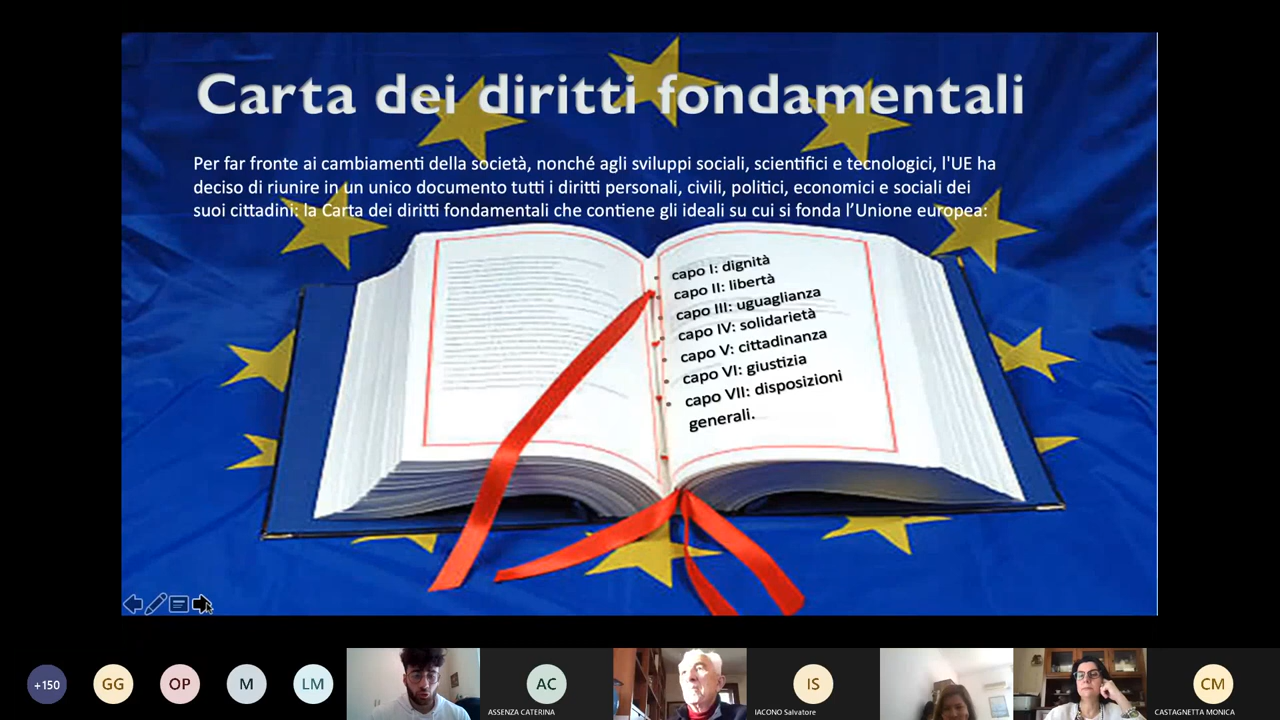 Carta dei diritti fondamentali
Per far fronte ai cambiamenti della società, nonché agli sviluppi sociali, scientifici e tecnologici, l'UE ha
deciso di riunire in un unico documento tutti i diritti personali, civili, politici, economici e sociali dei
suoi cittadini: la Carta dei diritti fondamentali che contiene gli ideali su cui si fonda l’Unione europea:
capo I: dignità
capo II: libertà
capo III: uguaglianza
capo IV: solidarietà
capo V: cittadinanza
capo VI: giustizia
capo VII: disposizioni
generali.
+150
GG
OP
M
LM
AC
ASSENZA CATERINA
IS
IACONO Salvatore
CM
CASTAGNETTA MONICA